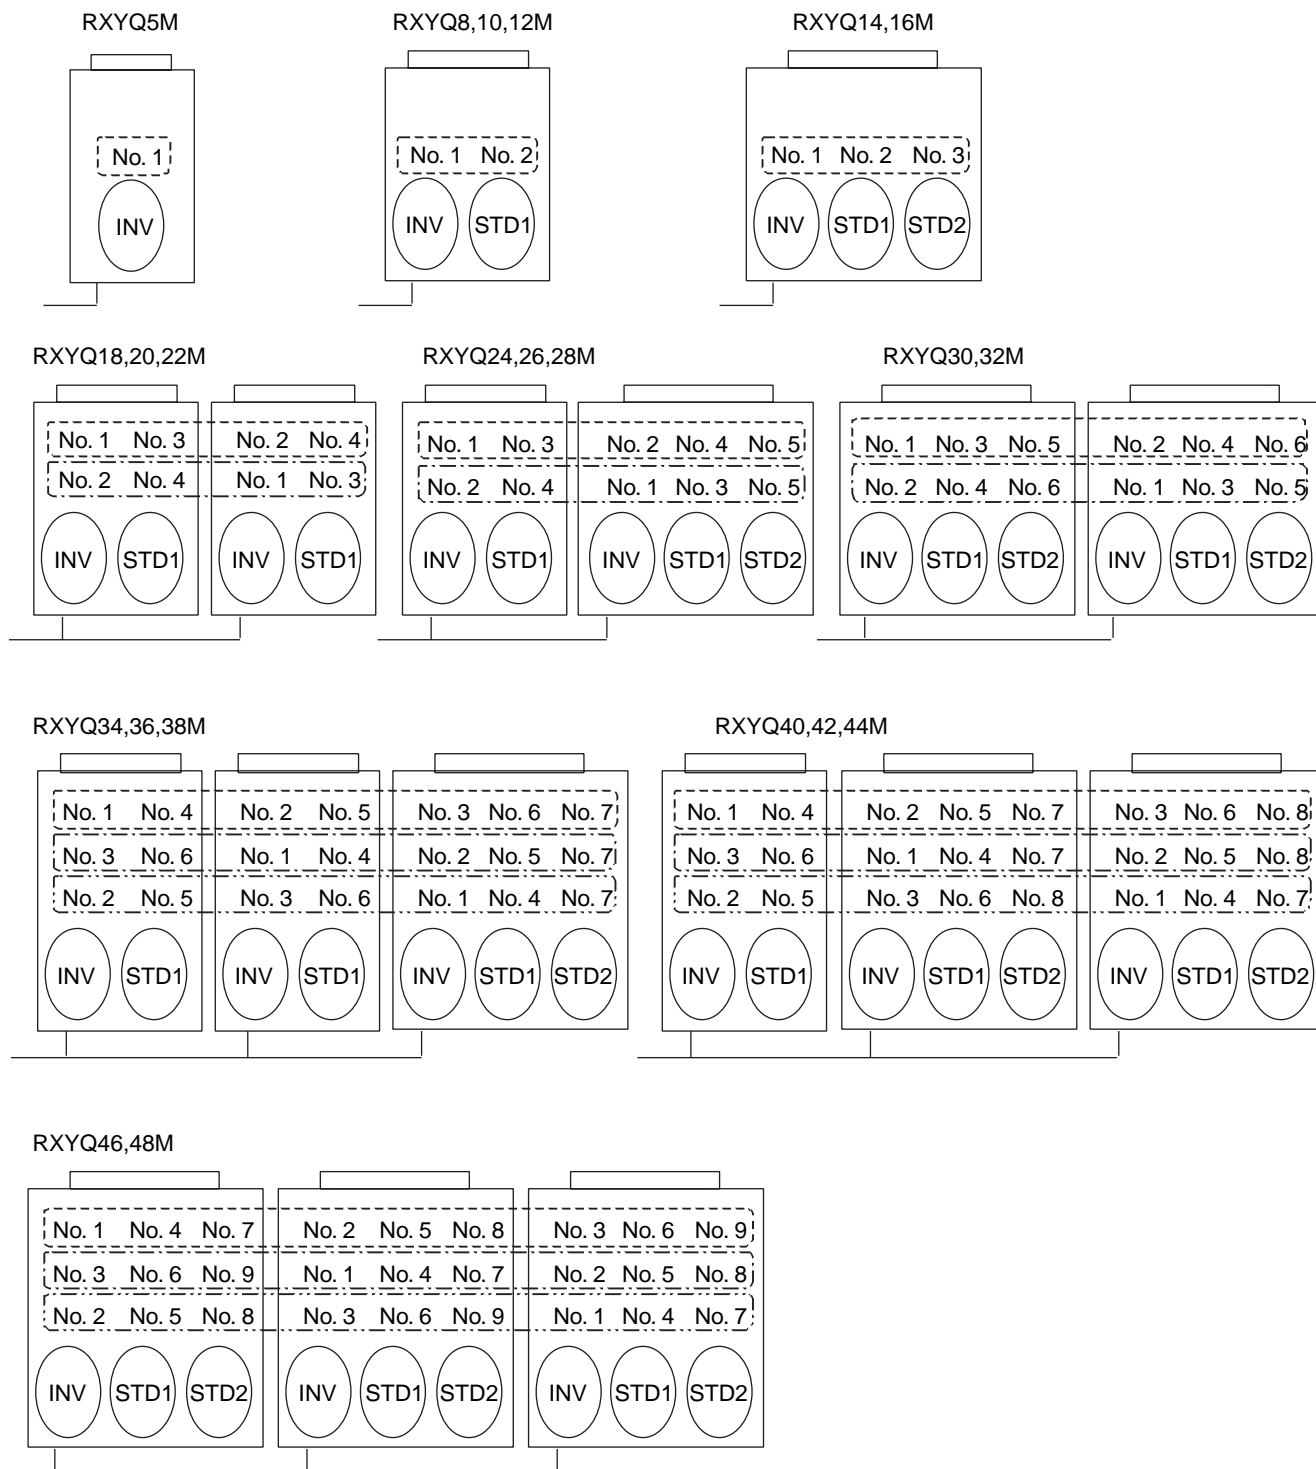 RXYQ5M RXYQ8,10,12M RXYQ14,16M
No. 1 No. 1 No. 2 No. 1 No. 2 No. 3
INV INV STD1 INV STD1 STD2
RXYQ18,20,22M RXYQ24,26,28M RXYQ30,32M
No. 1 No. 3 No. 2 No. 4 No. 1 No. 3 No. 2 No. 4 No. 5 No. 1 No. 3 No. 5 No. 2 No. 4 No. 6
No. 2 No. 4 No. 1 No. 3 No. 2 No. 4 No. 1 No. 3 No. 5 No. 2 No. 4 No. 6 No. 1 No. 3 No. 5
INV STD1 INV STD1 INV STD1 INV STD1 STD2 INV STD1 STD2 INV STD1 STD2
RXYQ34,36,38M RXYQ40,42,44M
No. 1 No. 4 No. 2 No. 5 No. 3 No. 6 No. 7 No. 1 No. 4 No. 2 No. 5 No. 7 No. 3 No. 6 No. 8
No. 3 No. 6 No. 1 No. 4 No. 2 No. 5 No. 7 No. 3 No. 6 No. 1 No. 4 No. 7 No. 2 No. 5 No. 8
No. 2 No. 5 No. 3 No. 6 No. 1 No. 4 No. 7 No. 2 No. 5 No. 3 No. 6 No. 8 No. 1 No. 4 No. 7
INV STD1 INV STD1 INV STD1 STD2 INV STD1 INV STD1 STD2 INV STD1 STD2
RXYQ46,48M
No. 1 No. 4 No. 7 No. 2 No. 5 No. 8 No. 3 No. 6 No. 9
No. 3 No. 6 No. 9 No. 1 No. 4 No. 7 No. 2 No. 5 No. 8
No. 2 No. 5 No. 8 No. 3 No. 6 No. 9 No. 1 No. 4 No. 7
INV STD1 STD2 INV STD1 STD2 INV STD1 STD2